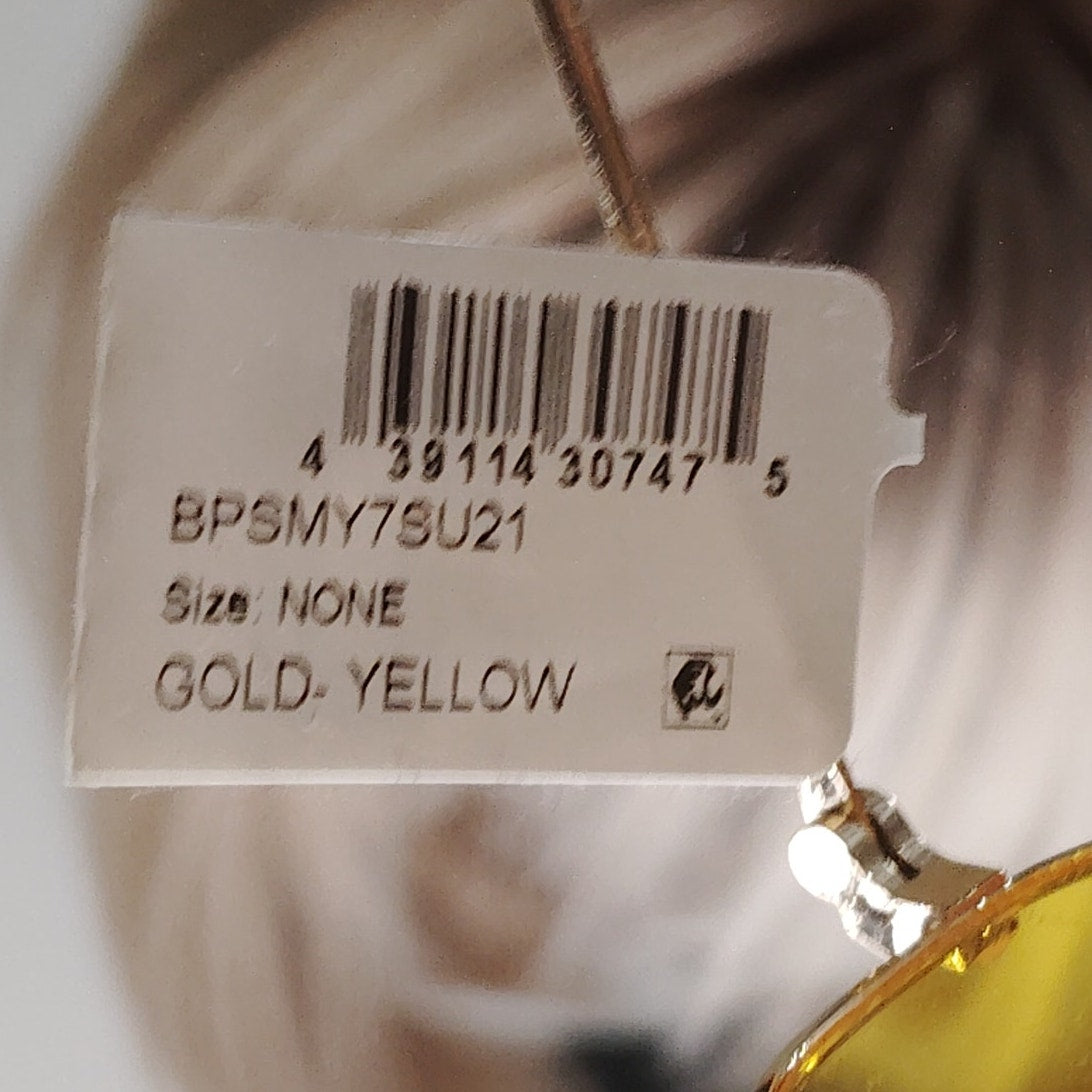 4 39114 30747 5
BPSMY7SU21
Size: NONE
GOLD- YELLOW
a